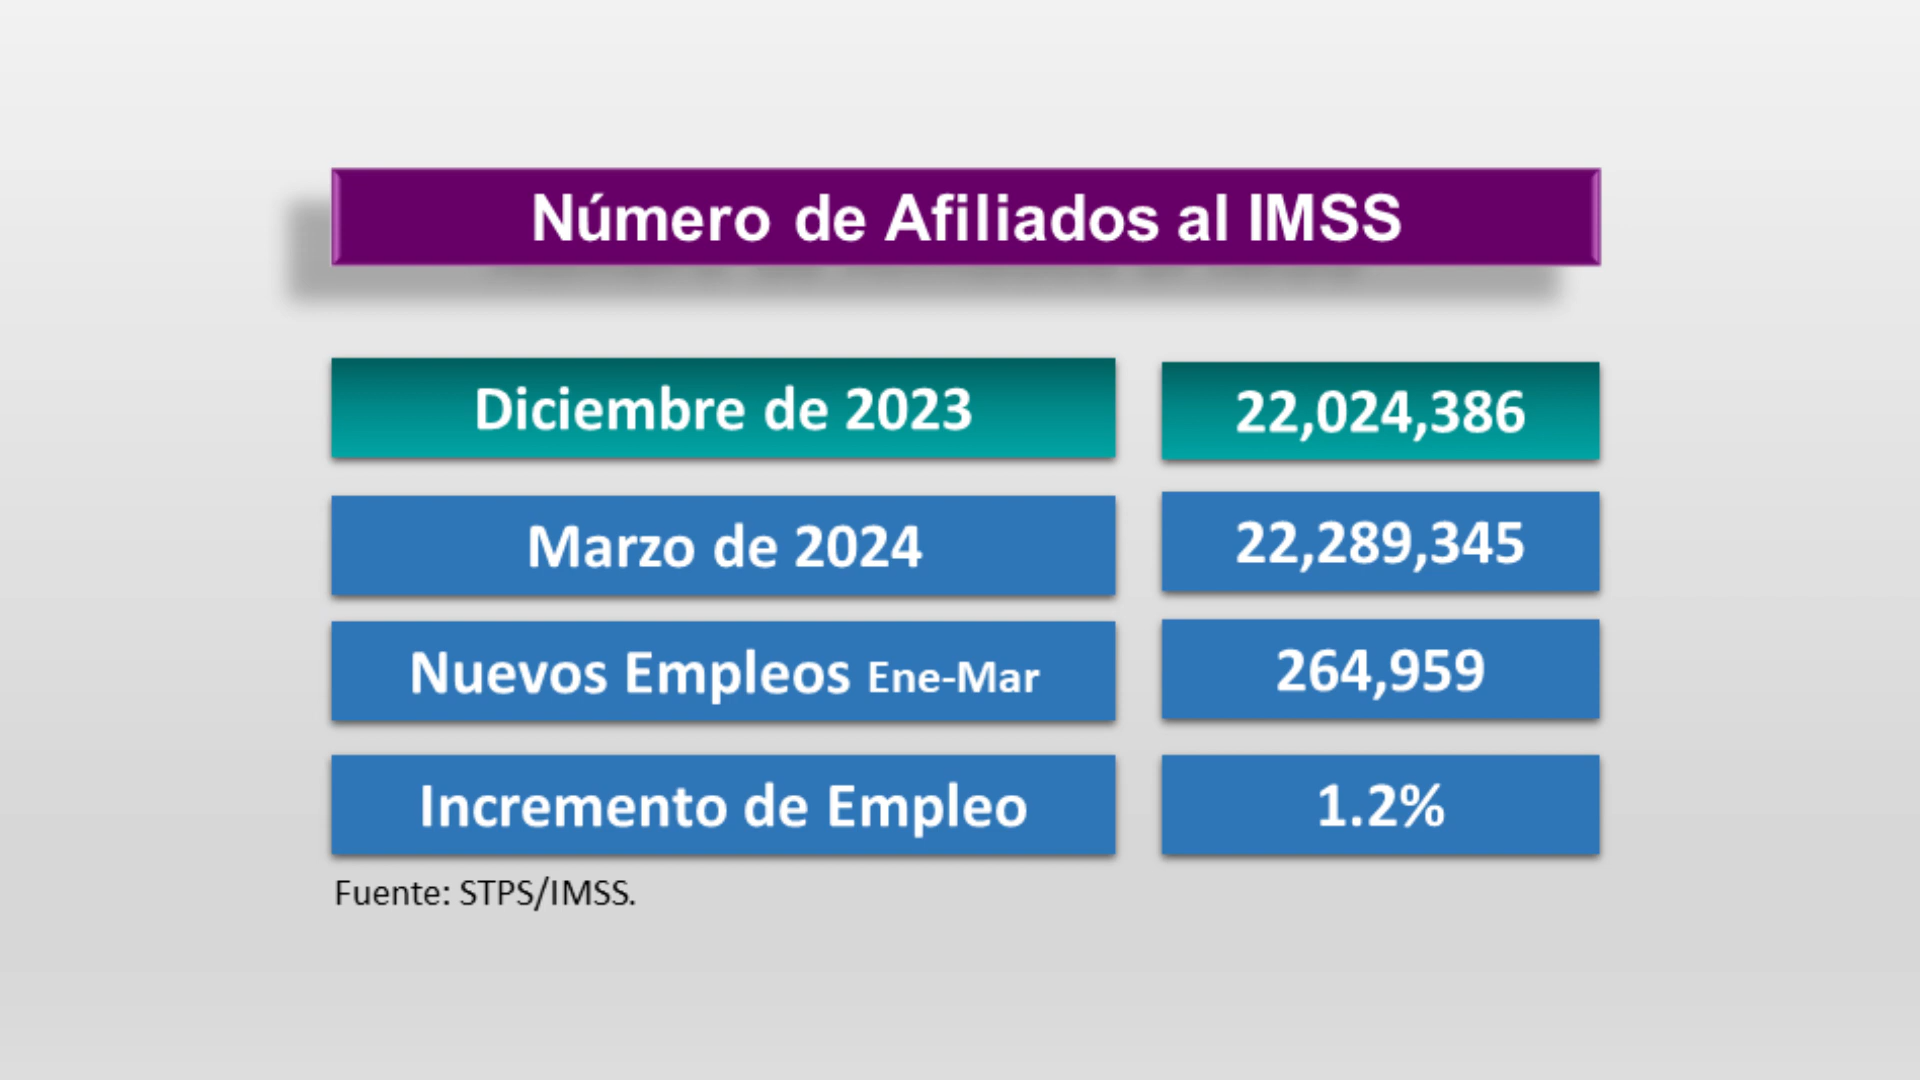 Número de Afiliados al IMSS
Diciembre de 2023 22,024,386
Marzo de 2024 22,289,345
Nuevos Empleos Ene-Mar 264,959
Incremento de Empleo 1.2%
Fuente: STPS/IMSS.